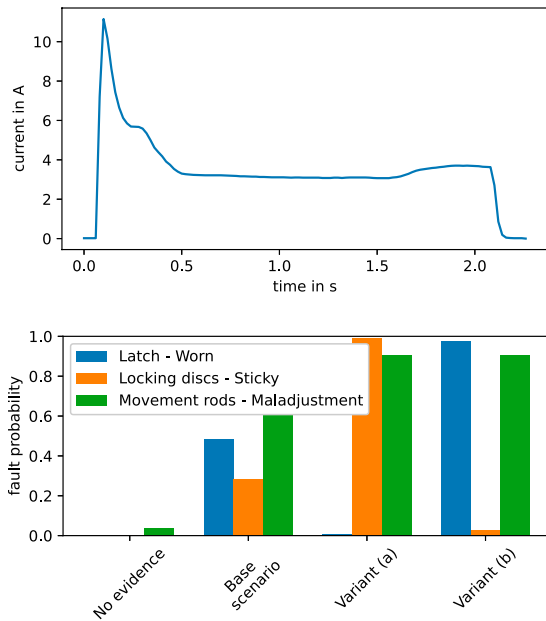 10
8
6
4
2
0
current in A
0.0 0.5 1.0 1.5 2.0
time in s
1.0
0.8
0.6
0.4
0.2
0.0
fault probability
Latch - Worn
Locking discs - Sticky
Movement rods - Maladjustment
No evidence
Base
scenario
Variant (a)
Variant (b)